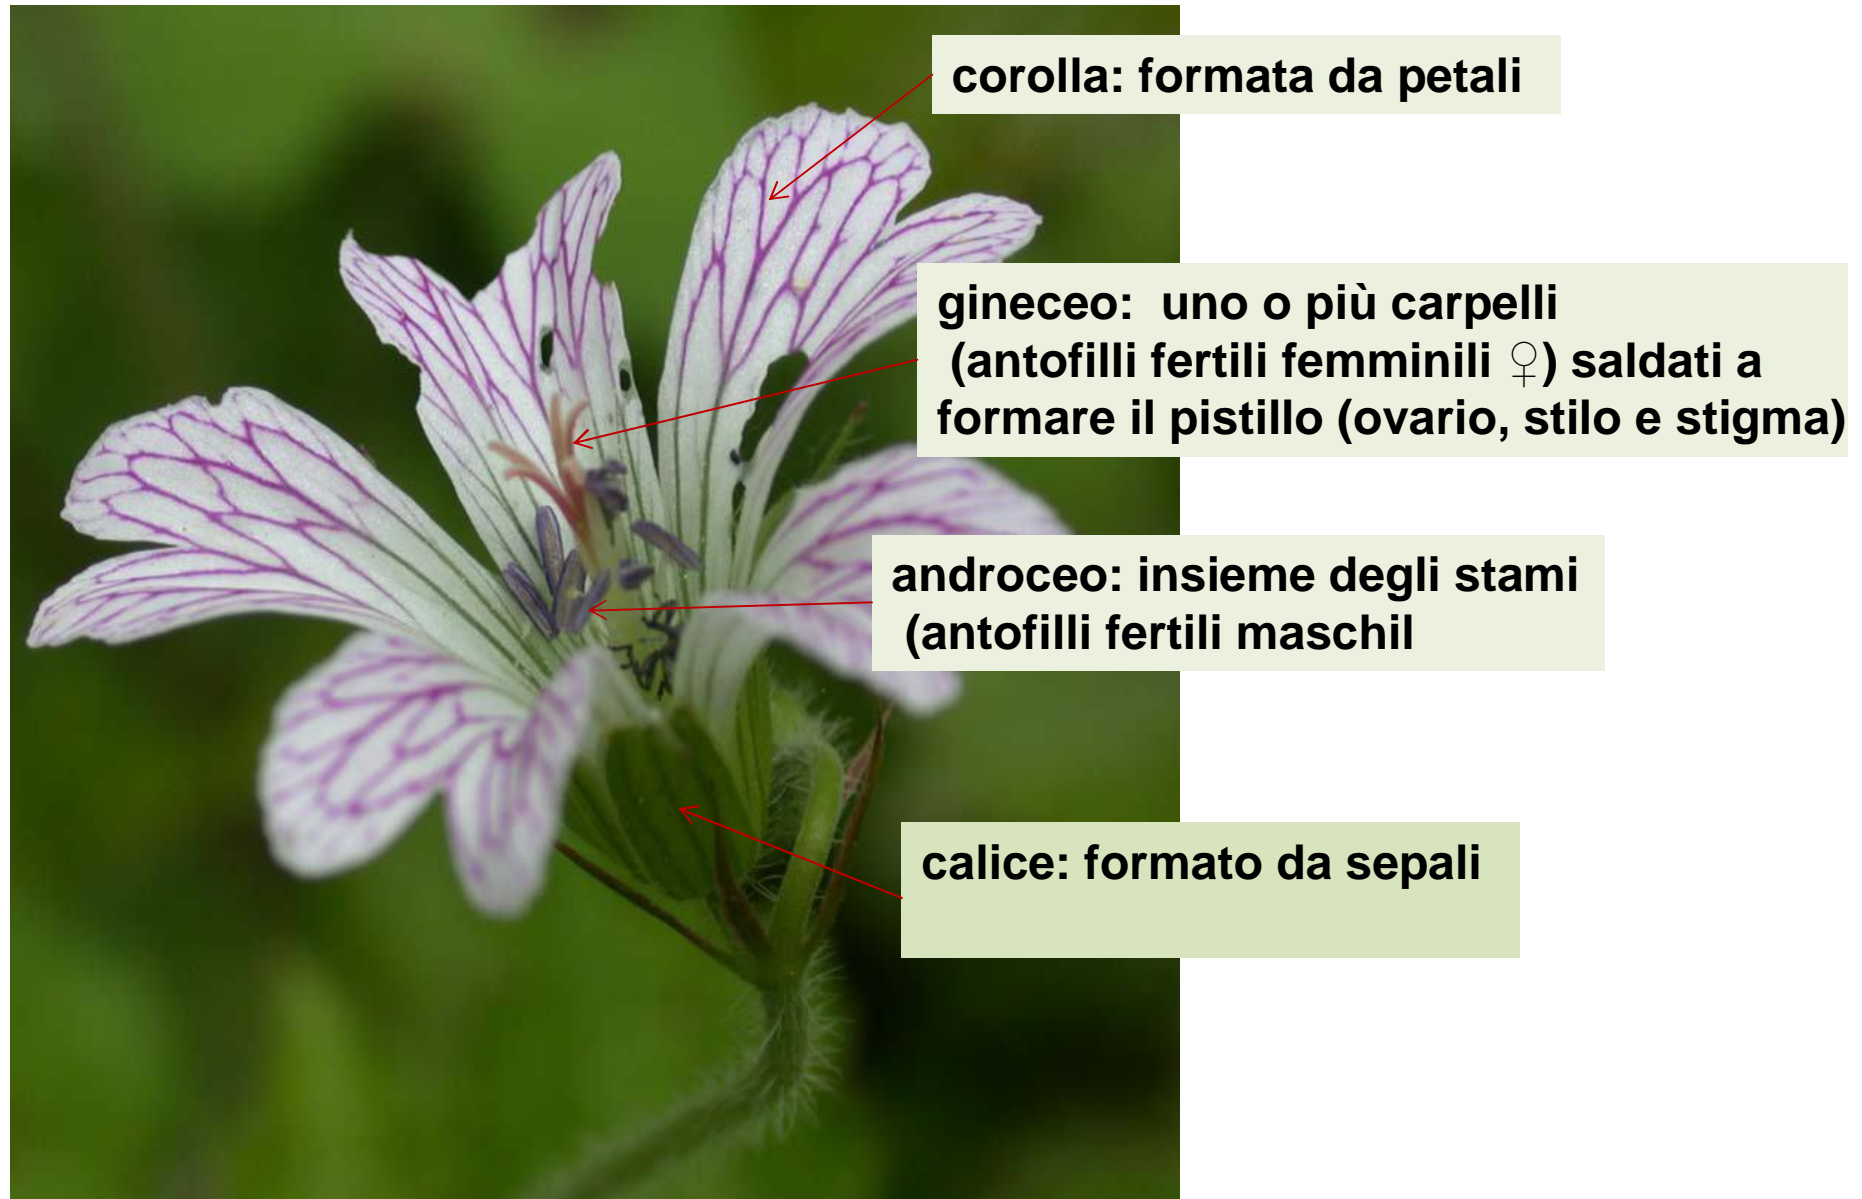 corolla: formata da petali
gineceo: uno o più carpelli
(antofilli fertili femminili ♀) saldati a
formare il pistillo (ovario, stilo e stigma)
androceo: insieme degli stami
(antofilli fertili maschil
calice: formato da sepali